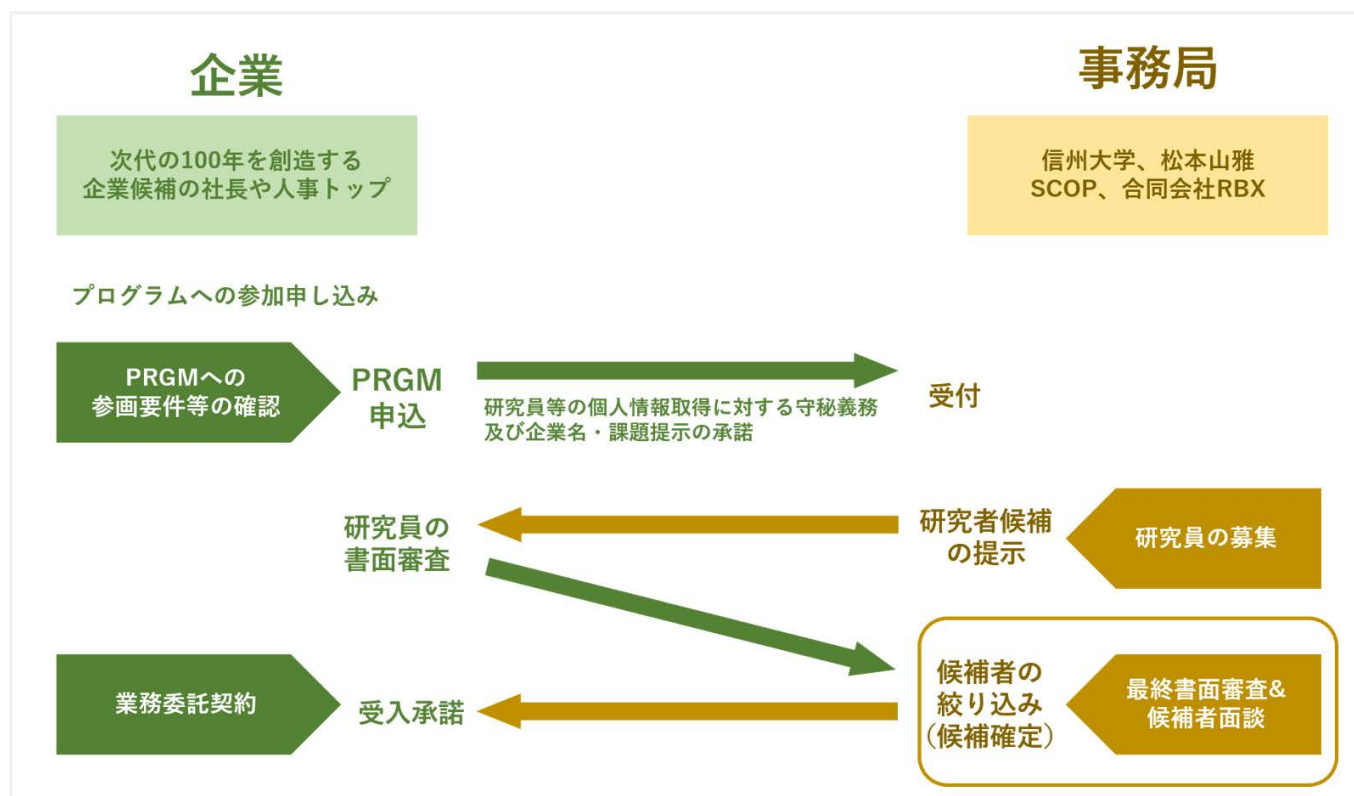 企業
事務局
次代の100年を創造する
企業候補の社長や人事トップ
信州大学、松本山雅
SCOP、合同会社RBX
プログラムへの参加申し込み
PRGMへの
参画要件等の確認
PRGM
申込
研究員等の個人情報取得に対する守秘義務
及び企業名・課題提示の承諾
受付
研究員の
書面審査
研究者候補
の提示
研究員の募集
業務委託契約
受入承諾
候補者の
絞り込み
（候補確定）
最終書面審査&
候補者面談